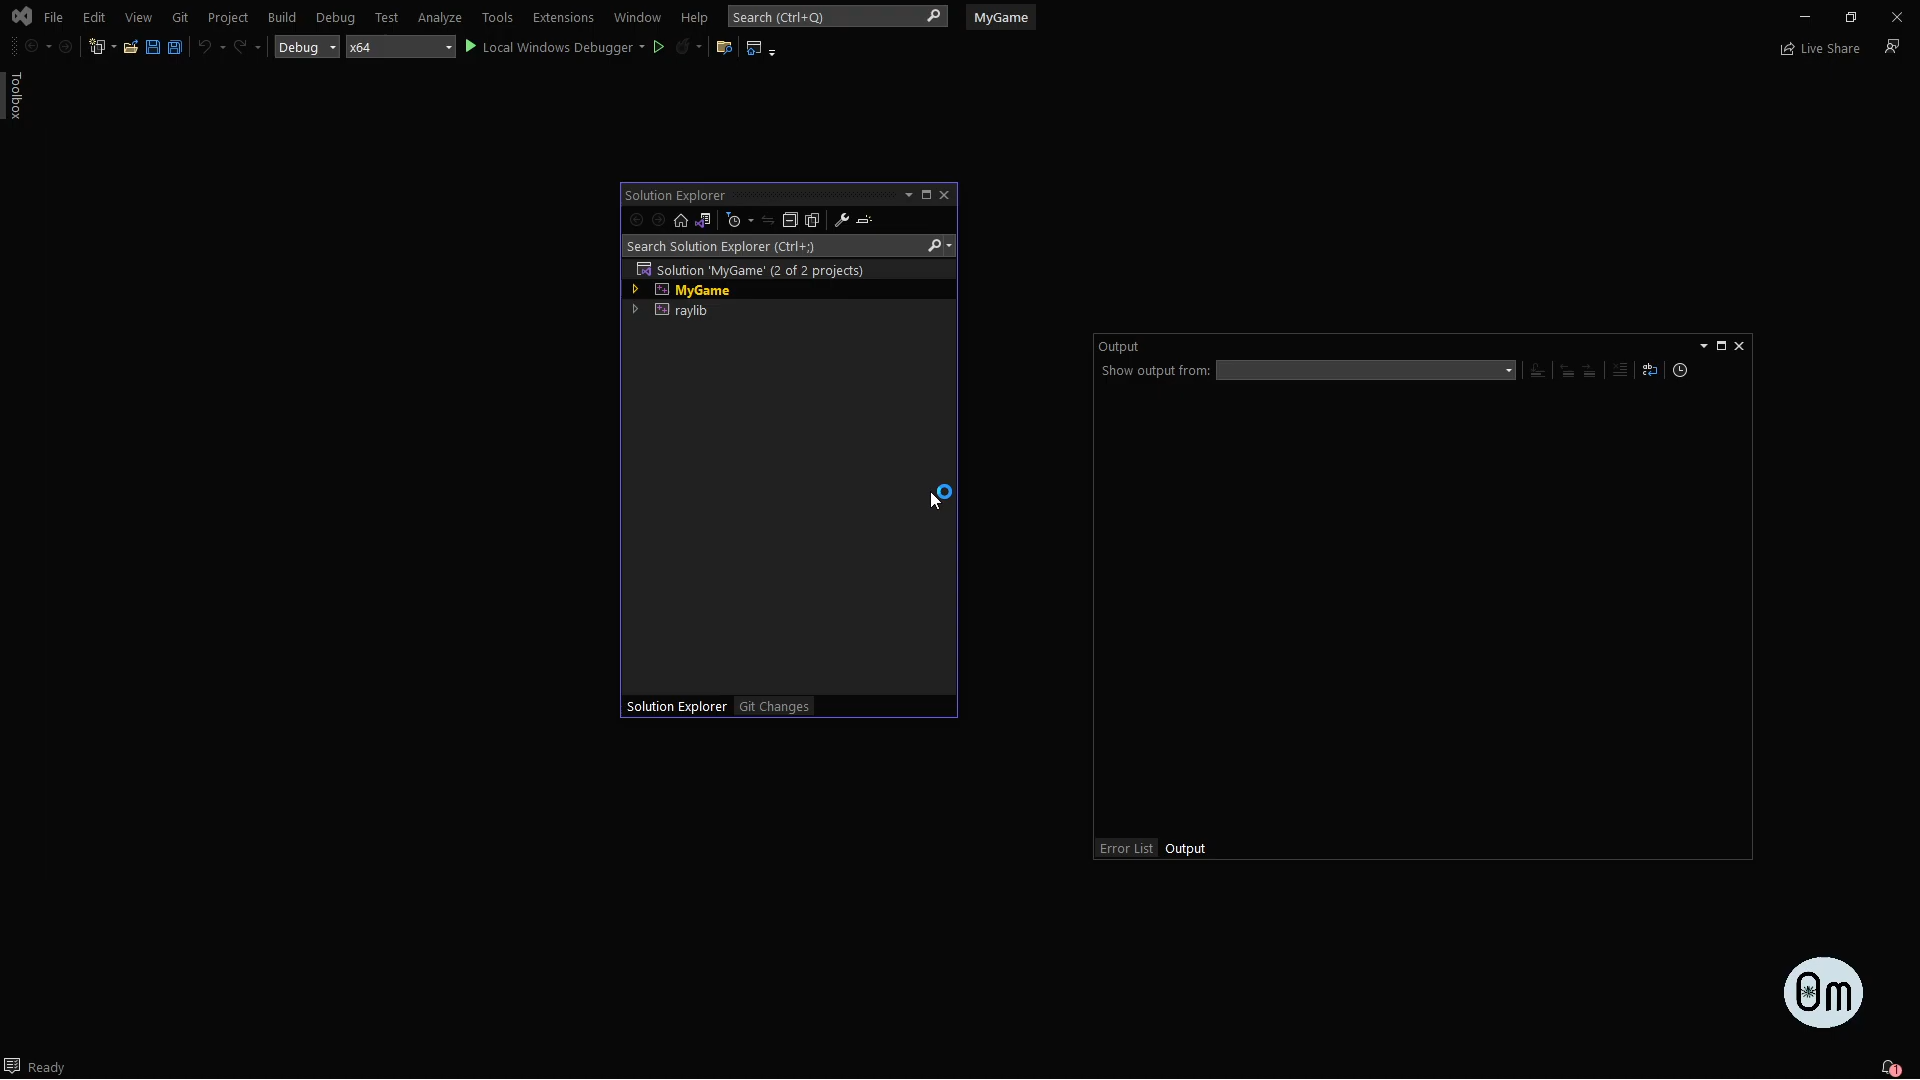 File Edit View Git Project Build Debug Test Analyze Tools Extensions Window Help Search (Ctrl+Q) MyGame
Debug x64 Local Windows Debugger Live Share
Toolbox
Solution Explorer
Search Solution Explorer (Ctrl+;)
Solution 'MyGame' (2 of 2 projects)
MyGame
raylib
Solution Explorer Git Changes
Output
Show output from:
Error List Output
0m
Ready
1